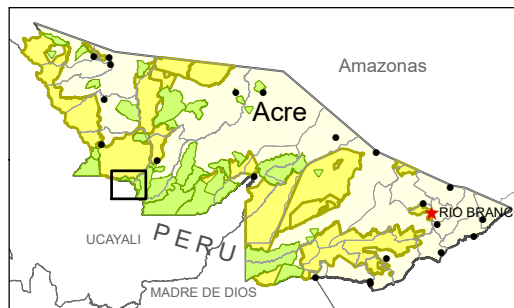 Amazonas
Acre
RIO BRANC
UCAYALI
PERU
MADRE DE DIOS